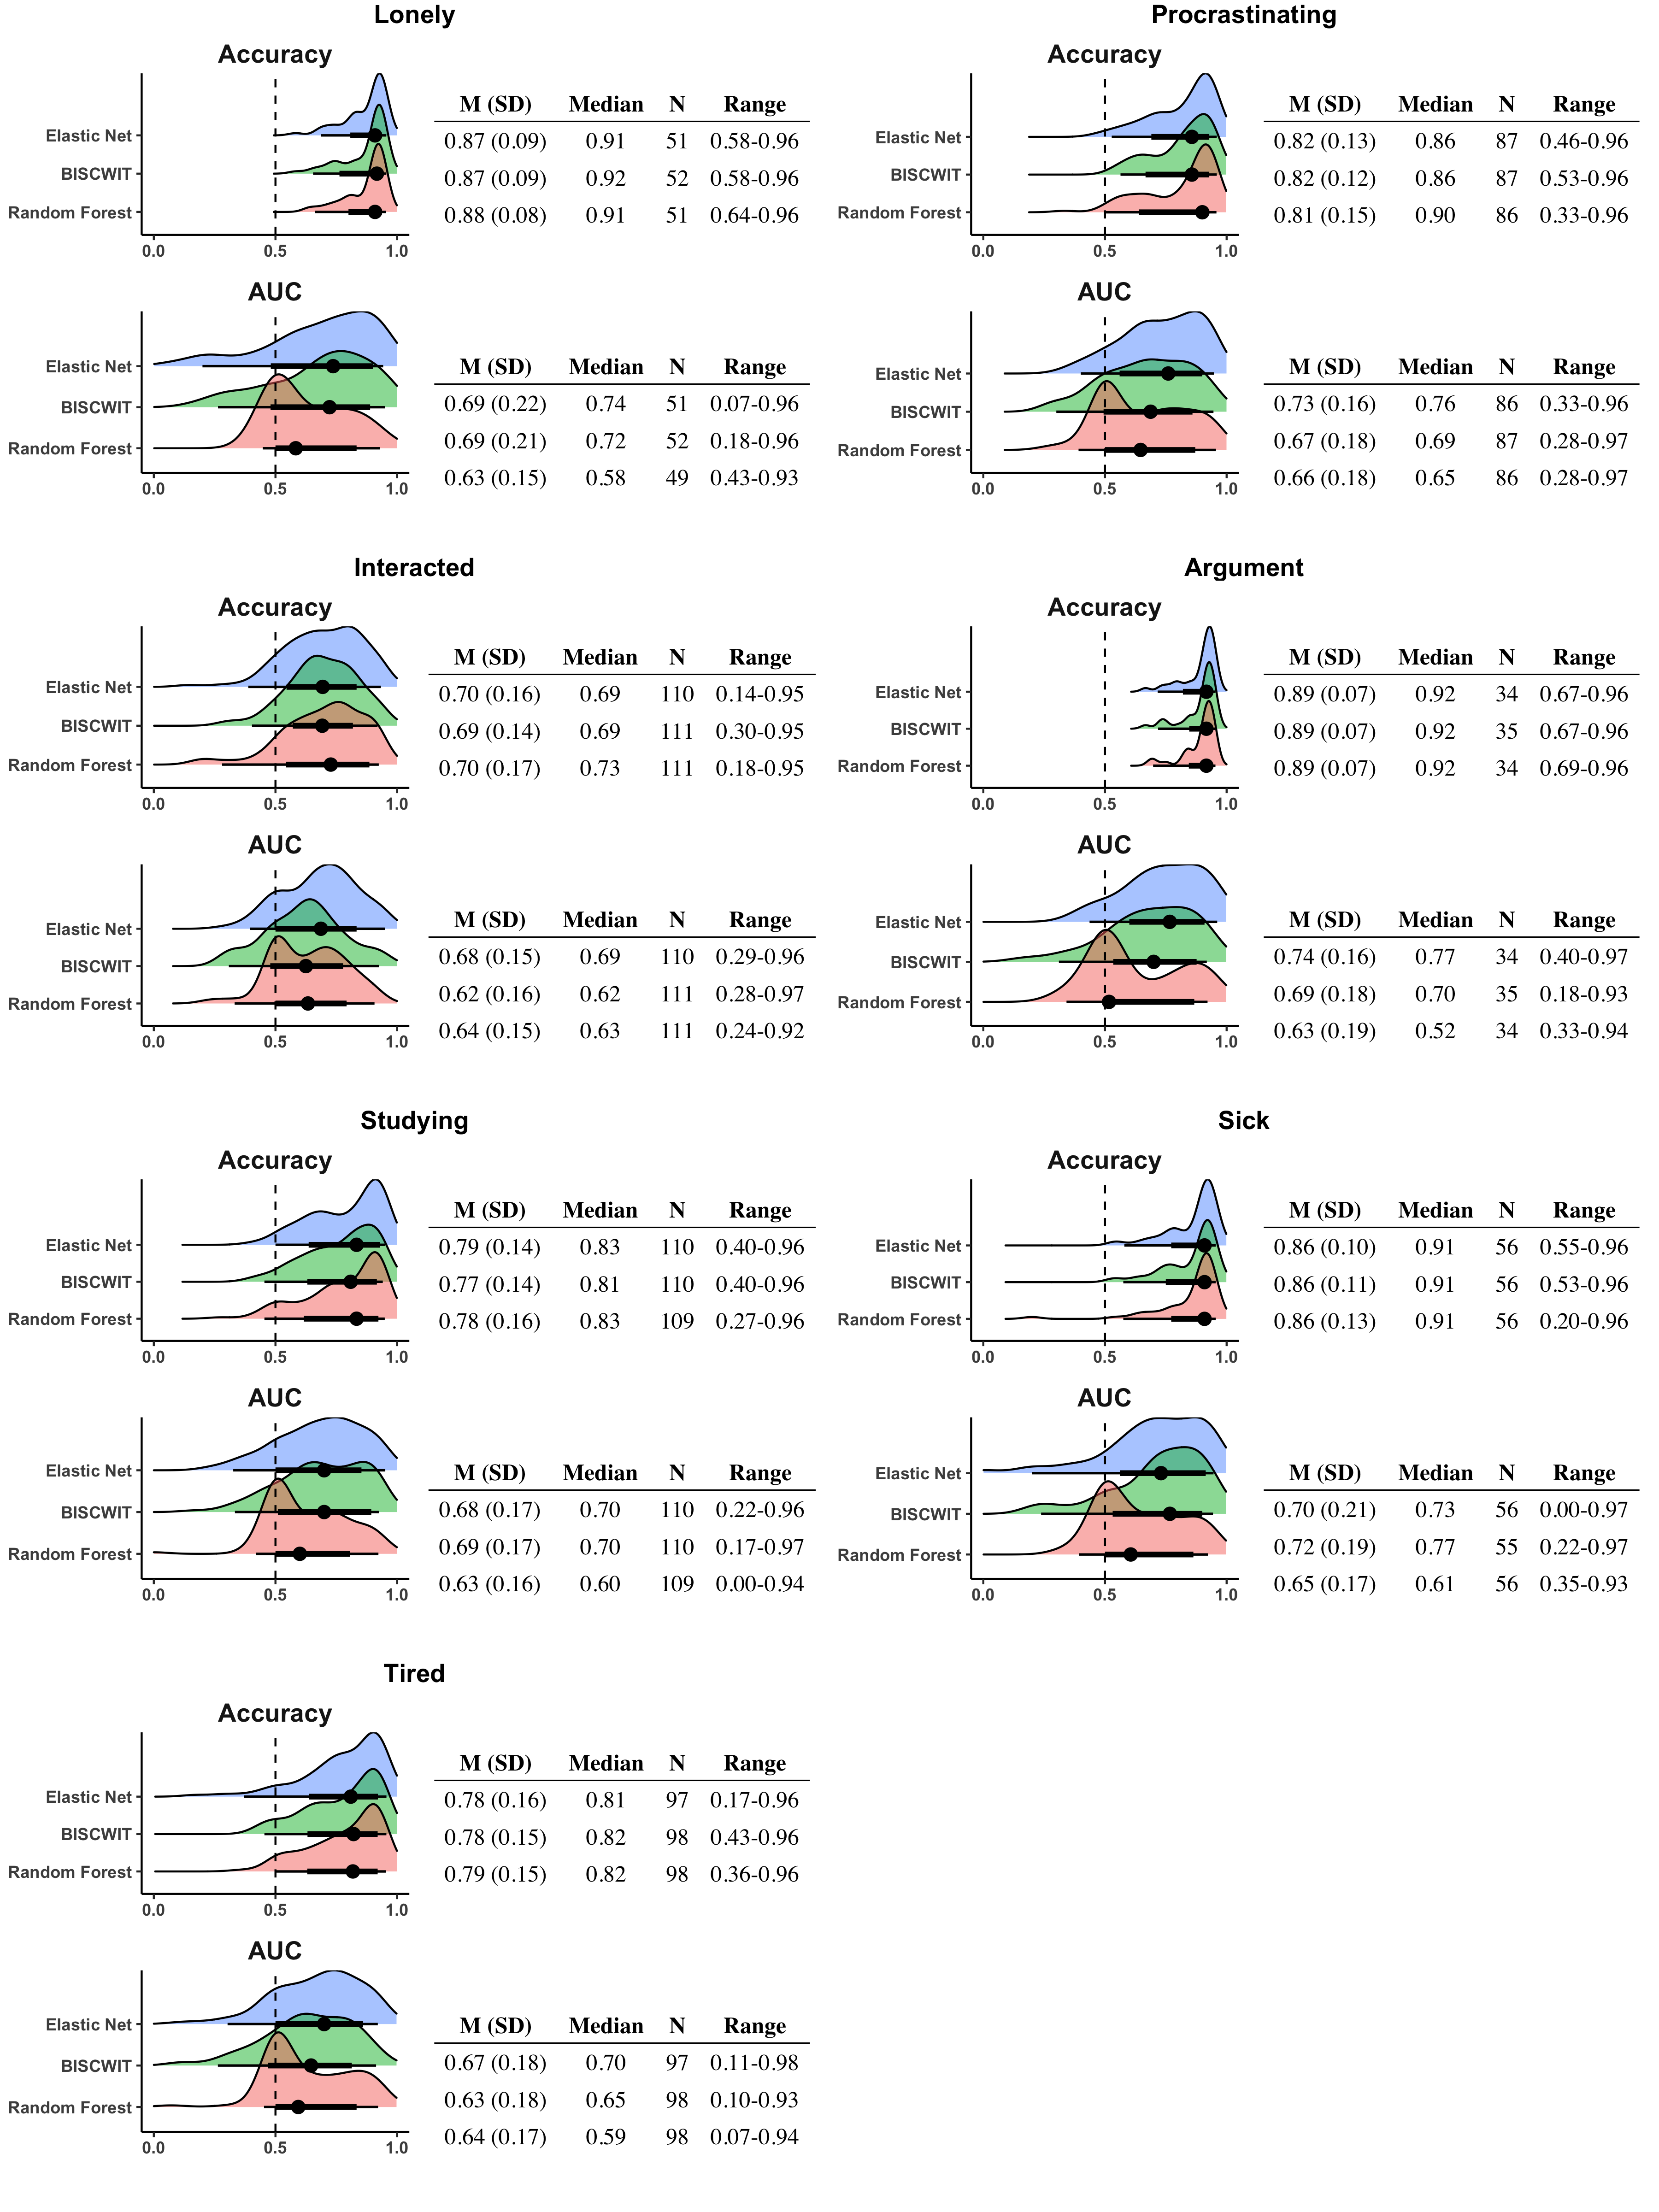 Lonely
Accuracy
M (SD) Median N Range
Elastic Net 0.87 (0.09) 0.91 51 0.58-0.96
BISCWIT 0.87 (0.09) 0.92 52 0.58-0.96
Random Forest 0.88 (0.08) 0.91 51 0.64-0.96
0.0 0.5 1.0
AUC
M (SD) Median N Range
Elastic Net 0.69 (0.22) 0.74 51 0.07-0.96
BISCWIT 0.69 (0.21) 0.72 52 0.18-0.96
Random Forest 0.63 (0.15) 0.58 49 0.43-0.93
0.0 0.5 1.0
Procrastinating
Accuracy
M (SD) Median N Range
Elastic Net 0.82 (0.13) 0.86 87 0.46-0.96
BISCWIT 0.82 (0.12) 0.86 87 0.53-0.96
Random Forest 0.81 (0.15) 0.90 86 0.33-0.96
0.0 0.5 1.0
AUC
M (SD) Median N Range
Elastic Net 0.73 (0.16) 0.76 86 0.33-0.96
BISCWIT 0.67 (0.18) 0.69 87 0.28-0.97
Random Forest 0.66 (0.18) 0.65 86 0.28-0.97
0.0 0.5 1.0
Interacted
Accuracy
M (SD) Median N Range
Elastic Net 0.70 (0.16) 0.69 110 0.14-0.95
BISCWIT 0.69 (0.14) 0.69 111 0.30-0.95
Random Forest 0.70 (0.17) 0.73 111 0.18-0.95
0.0 0.5 1.0
AUC
M (SD) Median N Range
Elastic Net 0.68 (0.15) 0.69 110 0.29-0.96
BISCWIT 0.62 (0.16) 0.62 111 0.28-0.97
Random Forest 0.64 (0.15) 0.63 111 0.24-0.92
0.0 0.5 1.0
Argument
Accuracy
M (SD) Median N Range
Elastic Net 0.89 (0.07) 0.92 34 0.67-0.96
BISCWIT 0.89 (0.07) 0.92 35 0.67-0.96
Random Forest 0.89 (0.07) 0.92 34 0.69-0.96
0.0 0.5 1.0
AUC
M (SD) Median N Range
Elastic Net 0.74 (0.16) 0.77 34 0.40-0.97
BISCWIT 0.69 (0.18) 0.70 35 0.18-0.93
Random Forest 0.63 (0.19) 0.52 34 0.33-0.94
0.0 0.5 1.0
Studying
Accuracy
M (SD) Median N Range
Elastic Net 0.79 (0.14) 0.83 110 0.40-0.96
BISCWIT 0.77 (0.14) 0.81 110 0.40-0.96
Random Forest 0.78 (0.16) 0.83 109 0.27-0.96
0.0 0.5 1.0
AUC
M (SD) Median N Range
Elastic Net 0.68 (0.17) 0.70 110 0.22-0.96
BISCWIT 0.69 (0.17) 0.70 110 0.17-0.97
Random Forest 0.63 (0.16) 0.60 109 0.00-0.94
0.0 0.5 1.0
Sick
Accuracy
M (SD) Median N Range
Elastic Net 0.86 (0.10) 0.91 56 0.55-0.96
BISCWIT 0.86 (0.11) 0.91 56 0.53-0.96
Random Forest 0.86 (0.13) 0.91 56 0.20-0.96
0.0 0.5 1.0
AUC
M (SD) Median N Range
Elastic Net 0.70 (0.21) 0.73 56 0.00-0.97
BISCWIT 0.72 (0.19) 0.77 55 0.22-0.97
Random Forest 0.65 (0.17) 0.61 56 0.35-0.93
0.0 0.5 1.0
Tired
Accuracy
M (SD) Median N Range
Elastic Net 0.78 (0.16) 0.81 97 0.17-0.96
BISCWIT 0.78 (0.15) 0.82 98 0.43-0.96
Random Forest 0.79 (0.15) 0.82 98 0.36-0.96
0.0 0.5 1.0
AUC
M (SD) Median N Range
Elastic Net 0.67 (0.18) 0.70 97 0.11-0.98
BISCWIT 0.63 (0.18) 0.65 98 0.10-0.93
Random Forest 0.64 (0.17) 0.59 98 0.07-0.94
0.0 0.5 1.0